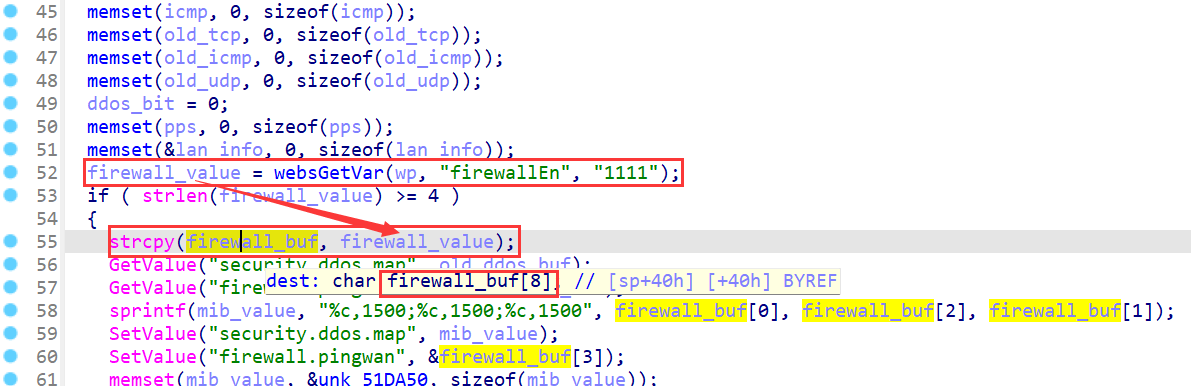 45 memset(icmp, 0, sizeof(icmp));
46 memset(old_tcp, 0, sizeof(old_tcp));
47 memset(old_icmp, 0, sizeof(old_icmp));
48 memset(old_udp, 0, sizeof(old_udp));
49 ddos_bit = 0;
50 memset(pps, 0, sizeof(pps));
51 memset(&lan_info, 0, sizeof(lan_info));
52 firewall_value = websGetVar(wp, "firewallEn", "1111");
53 if ( strlen(firewall_value) >= 4 )
54 {
55 strcpy(firewall_buf, firewall_value);
56 GetValue("security.ddos.map", old_ddos_buf);
dest: char firewall_buf[8]; // [sp+40h] [+40h] BYREF
57 GetValue("firew
58 sprintf(mib_value, "%c,1500;%c,1500;%c,1500", firewall_buf[0], firewall_buf[2], firewall_buf[1]);
59 SetValue("security.ddos.map", mib_value);
60 SetValue("firewall.pingwan", &firewall_buf[3]);
61 memset(mib_value, &unk_51DA50, sizeof(mib_value));